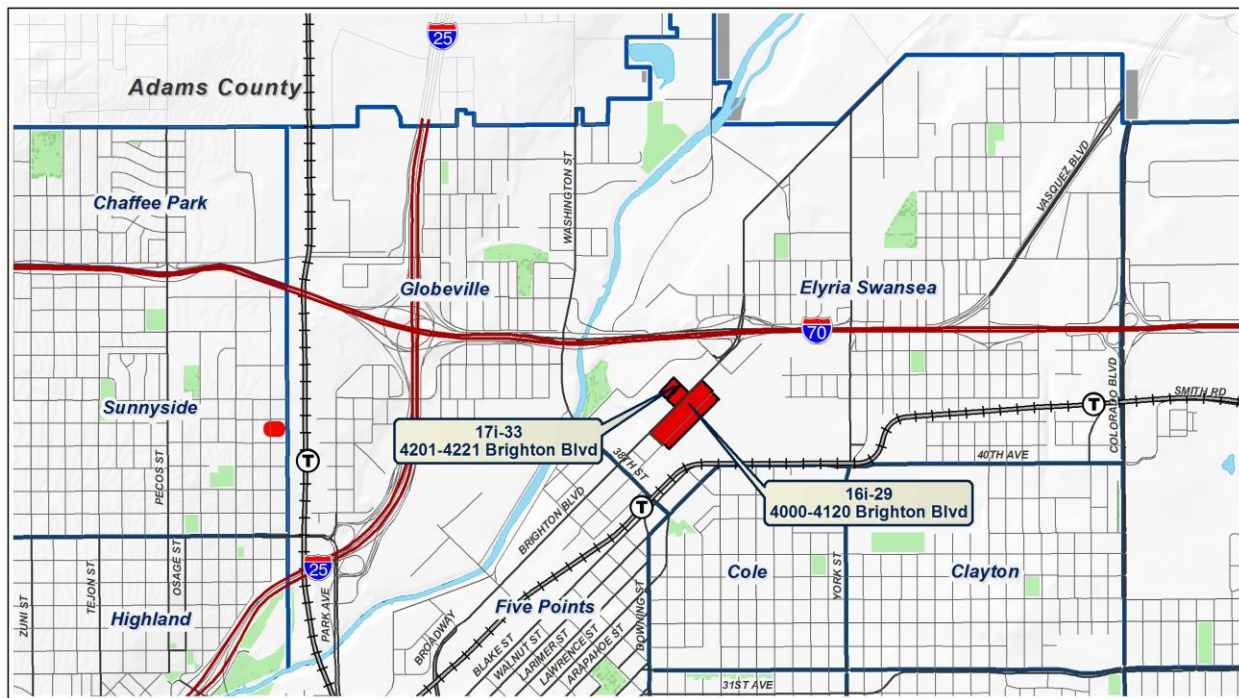 25
Adams County
WASHINGTON ST
VASQUEZ BLVD
Chaffee Park
Globeville
Elyria Swansea
70
Sunnyside
PECOS ST
17i-33
4201-4221 Brighton Blvd
T
SMITH RD
COLORADO BLVD
T
38TH ST
40TH AVE
16i-29
4000-4120 Brighton Blvd
T
BRIGHTON BLVD
ZUNI ST
TEJON ST
OSAGE ST
25
PARK AVE
Highland
BROADWAY
Five Points
DOWNING ST
Cole
YORK ST
Clayton
BLAKE ST
WALNUT ST
LARIMER ST
LAWRENCE ST
ARAPAHOE ST
31ST AVE